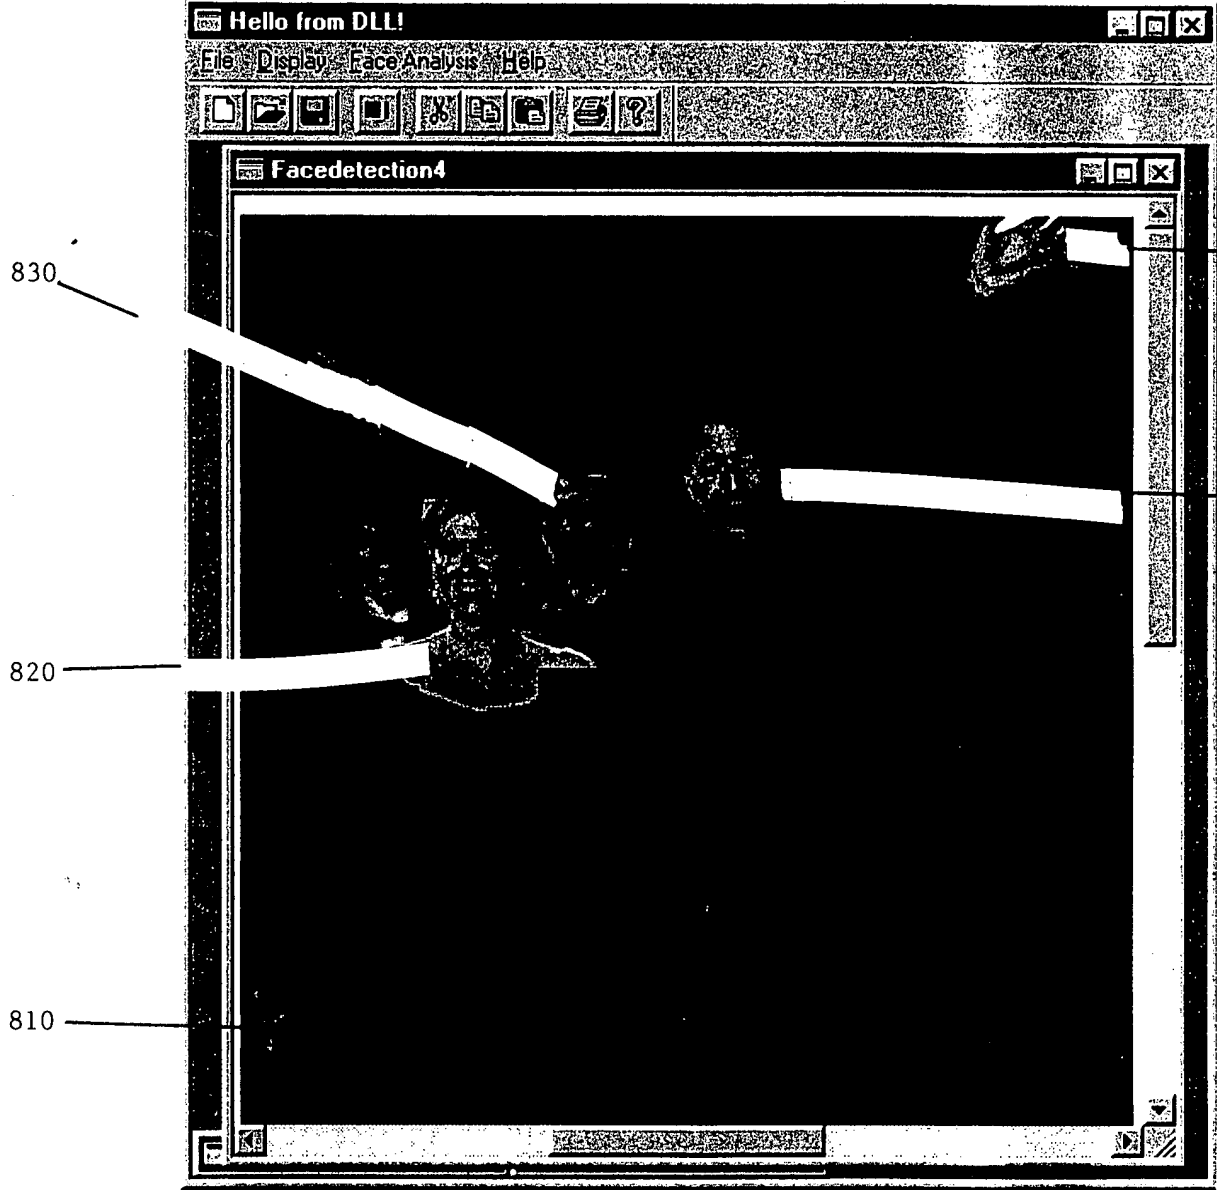 Hello from DLL!
File Display Face Analysis Help
Facedetection4
830
820
810